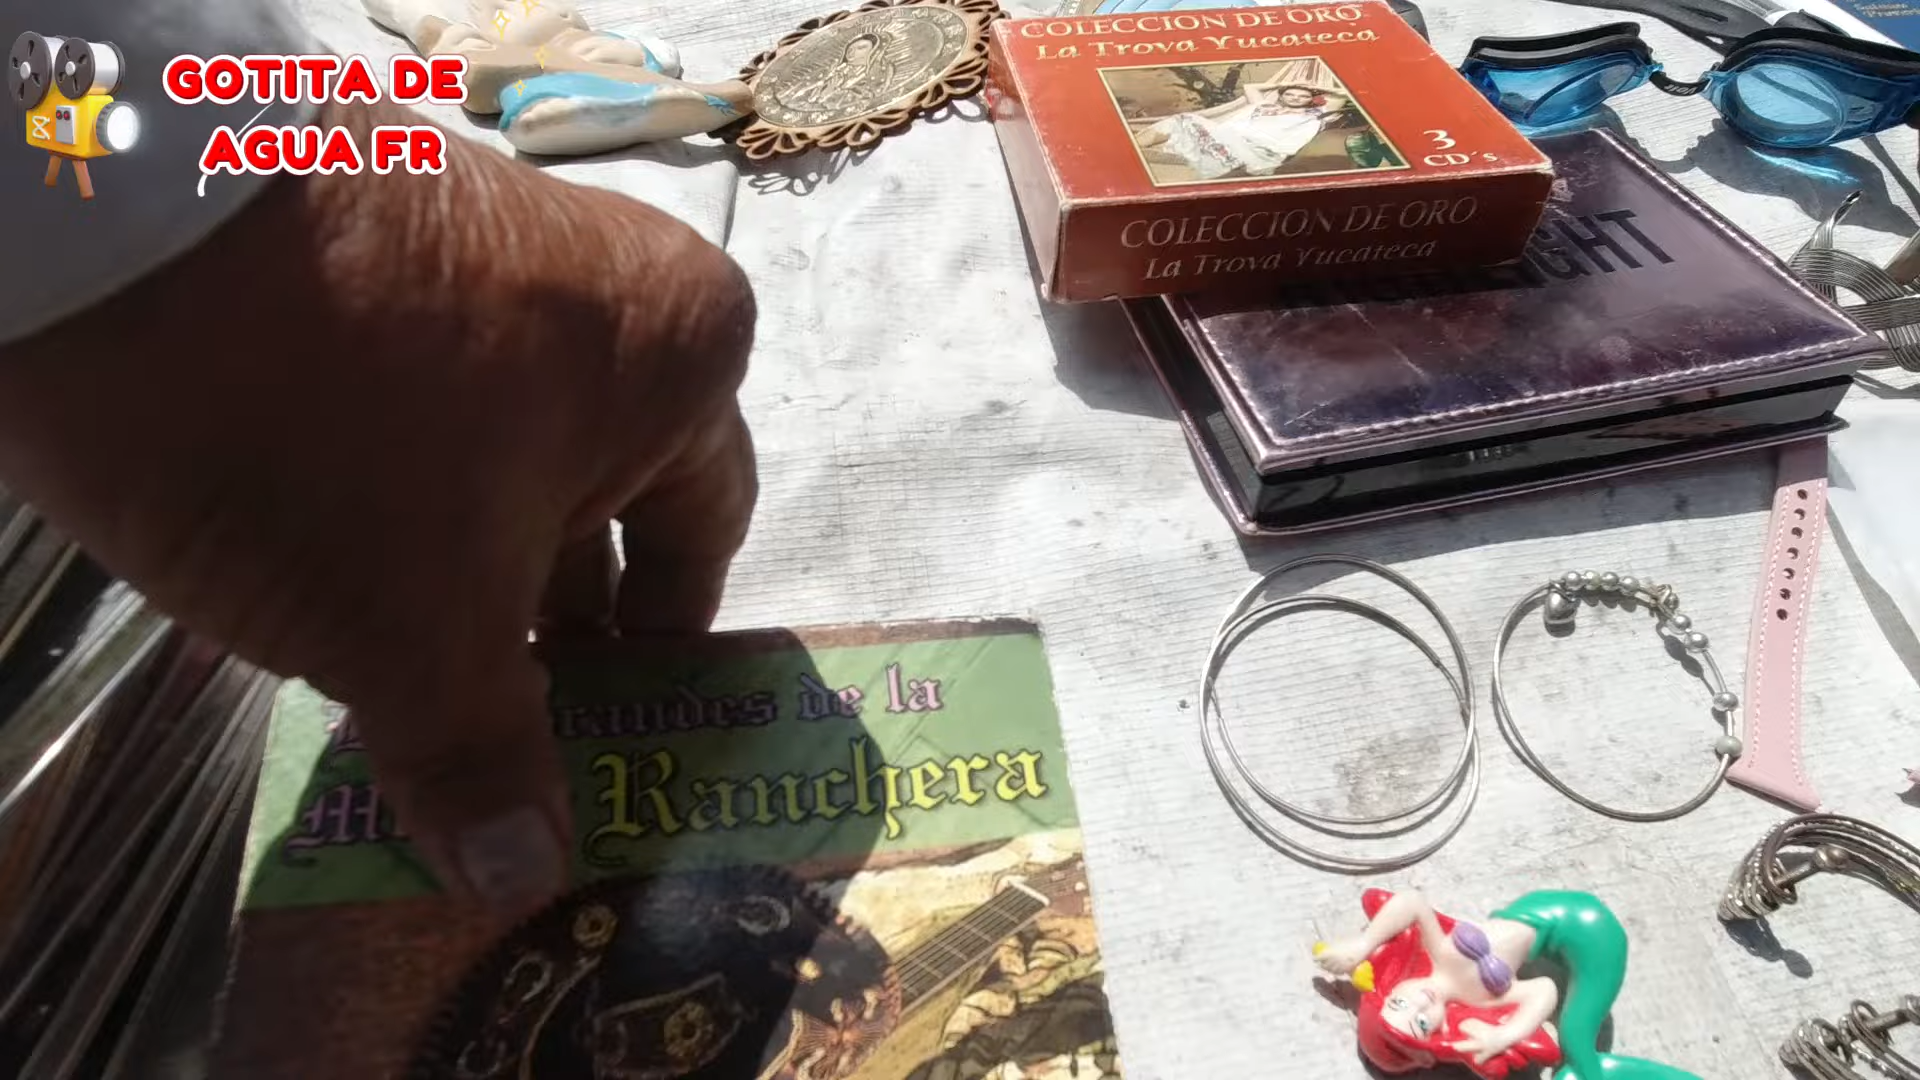 GOTITA DE
AGUA FR
COLECCION DE ORO
La Trova Yucateca
3
CD´s
COLECCION DE ORO
La Trova Yucateca
de la
Ranchera